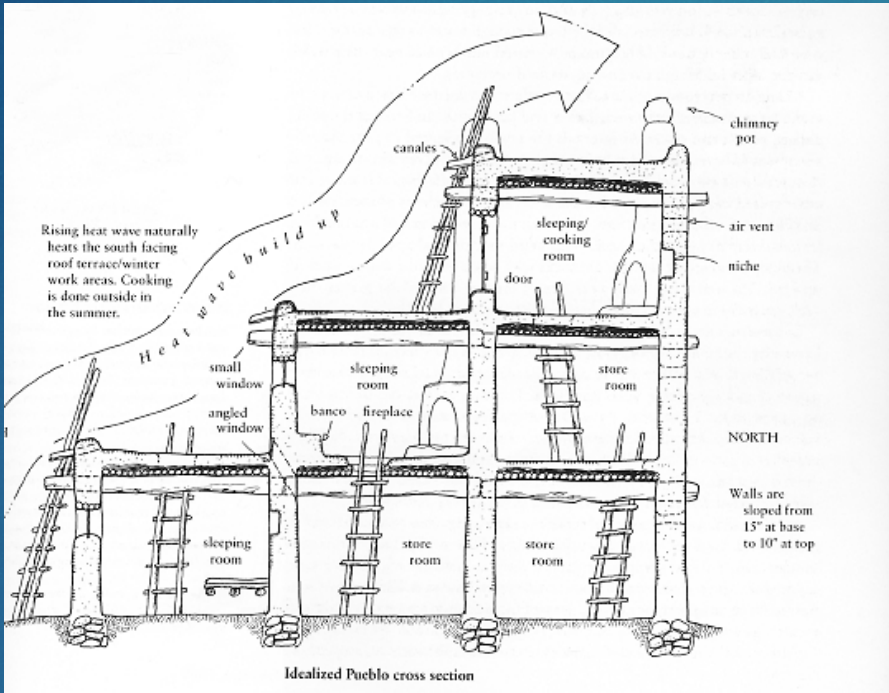 chimney
pot
canales
Rising heat wave naturally
heats the south facing
roof terrace/winter
work areas. Cooking
is done outside in
the summer.
Heat wave build up
sleeping/
cooking
room
air vent
niche
door
small
window
sleeping
room
store
room
angled
window
banco
fireplace
NORTH
Walls are
sloped from
15" at base
to 10" at top
sleeping
room
store
room
store
room
Idealized Pueblo cross section